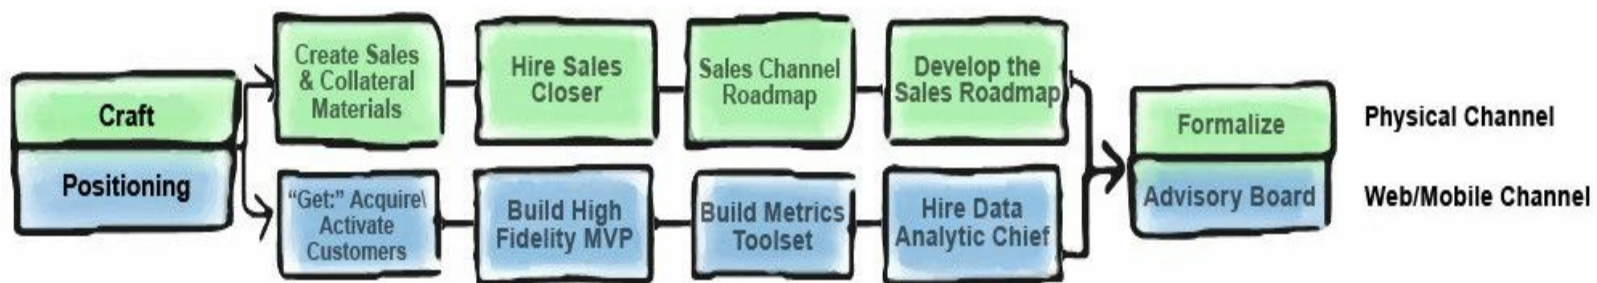 Craft
Positioning
Create Sales
& Collateral
Materials
Hire Sales
Closer
Sales Channel
Roadmap
Develop the
Sales Roadmap
"Get:" Acquire\
Activate
Customers
Build High
Fidelity MVP
Build Metrics
Toolset
Hire Data
Analytic Chief
Formalize
Advisory Board
Physical Channel
Web/Mobile Channel